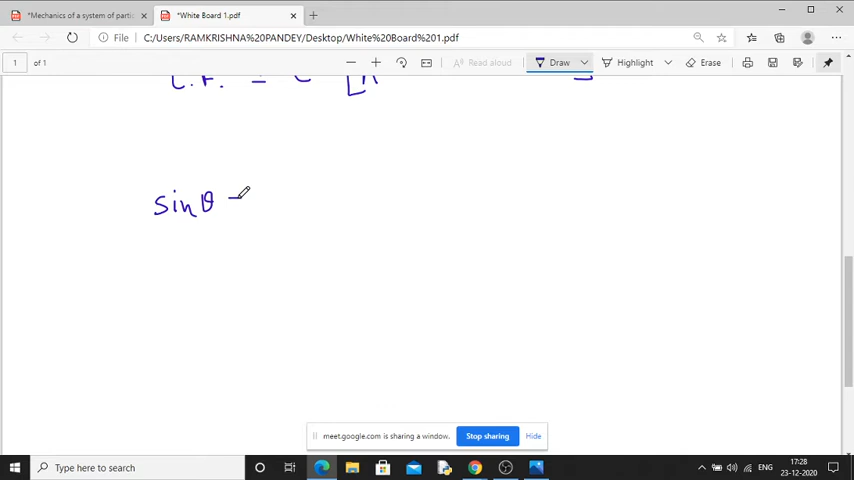 *Mechanics of a system of partic
*White Board 1.pdf
File C:/Users/RAMKRISHNA%20PANDEY/Desktop/White%20Board%201.pdf
1 of 1
Read aloud
Draw
Highlight
Erase
sinθ -
meet.google.com is sharing a window. Stop sharing Hide
Type here to search
ENG
17:28
23-12-2020